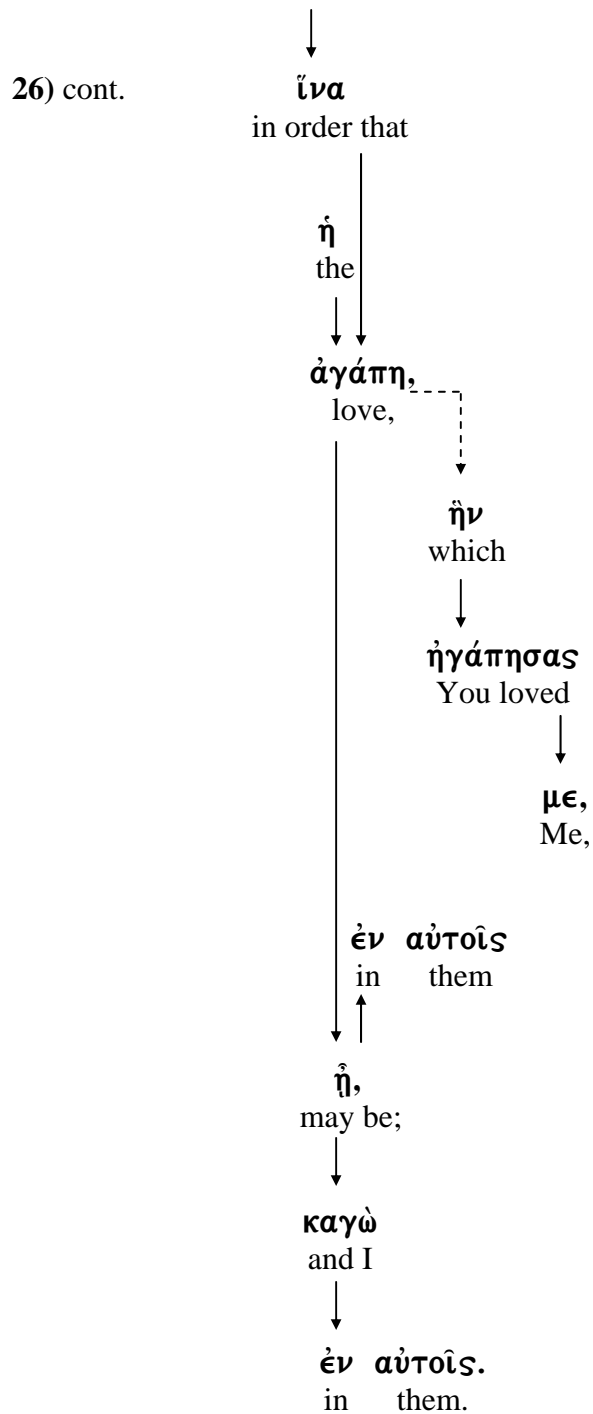 26) cont. ἵνα
in order that
ἡ
the
ἀγάπη,
love,
ἣν
which
ἠγάπησας
You loved
με,
Me,
ἐν αὐτοῖς
in them
ᾖ,
may be;
καγὼ
and I
ἐν αὐτοῖς.
in them.